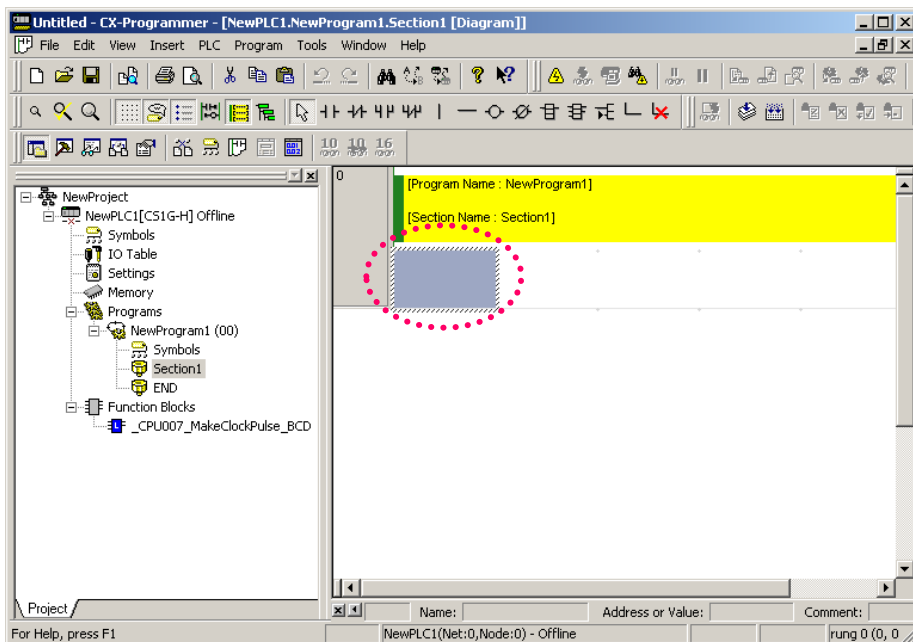 Untitled - CX-Programmer - [NewPLC1.NewProgram1.Section1 [Diagram]]
File Edit View Insert PLC Program Tools Window Help
10 10 16
0
[Program Name : NewProgram1]
[Section Name : Section1]
NewProject
NewPLC1[CS1G-H] Offline
Symbols
IO Table
Settings
Memory
Programs
NewProgram1 (00)
Symbols
Section1
END
Function Blocks
_CPU007_MakeClockPulse_BCD
Project
Name: Address or Value: Comment:
For Help, press F1 NewPLC1(Net:0,Node:0) - Offline rung 0 (0, 0